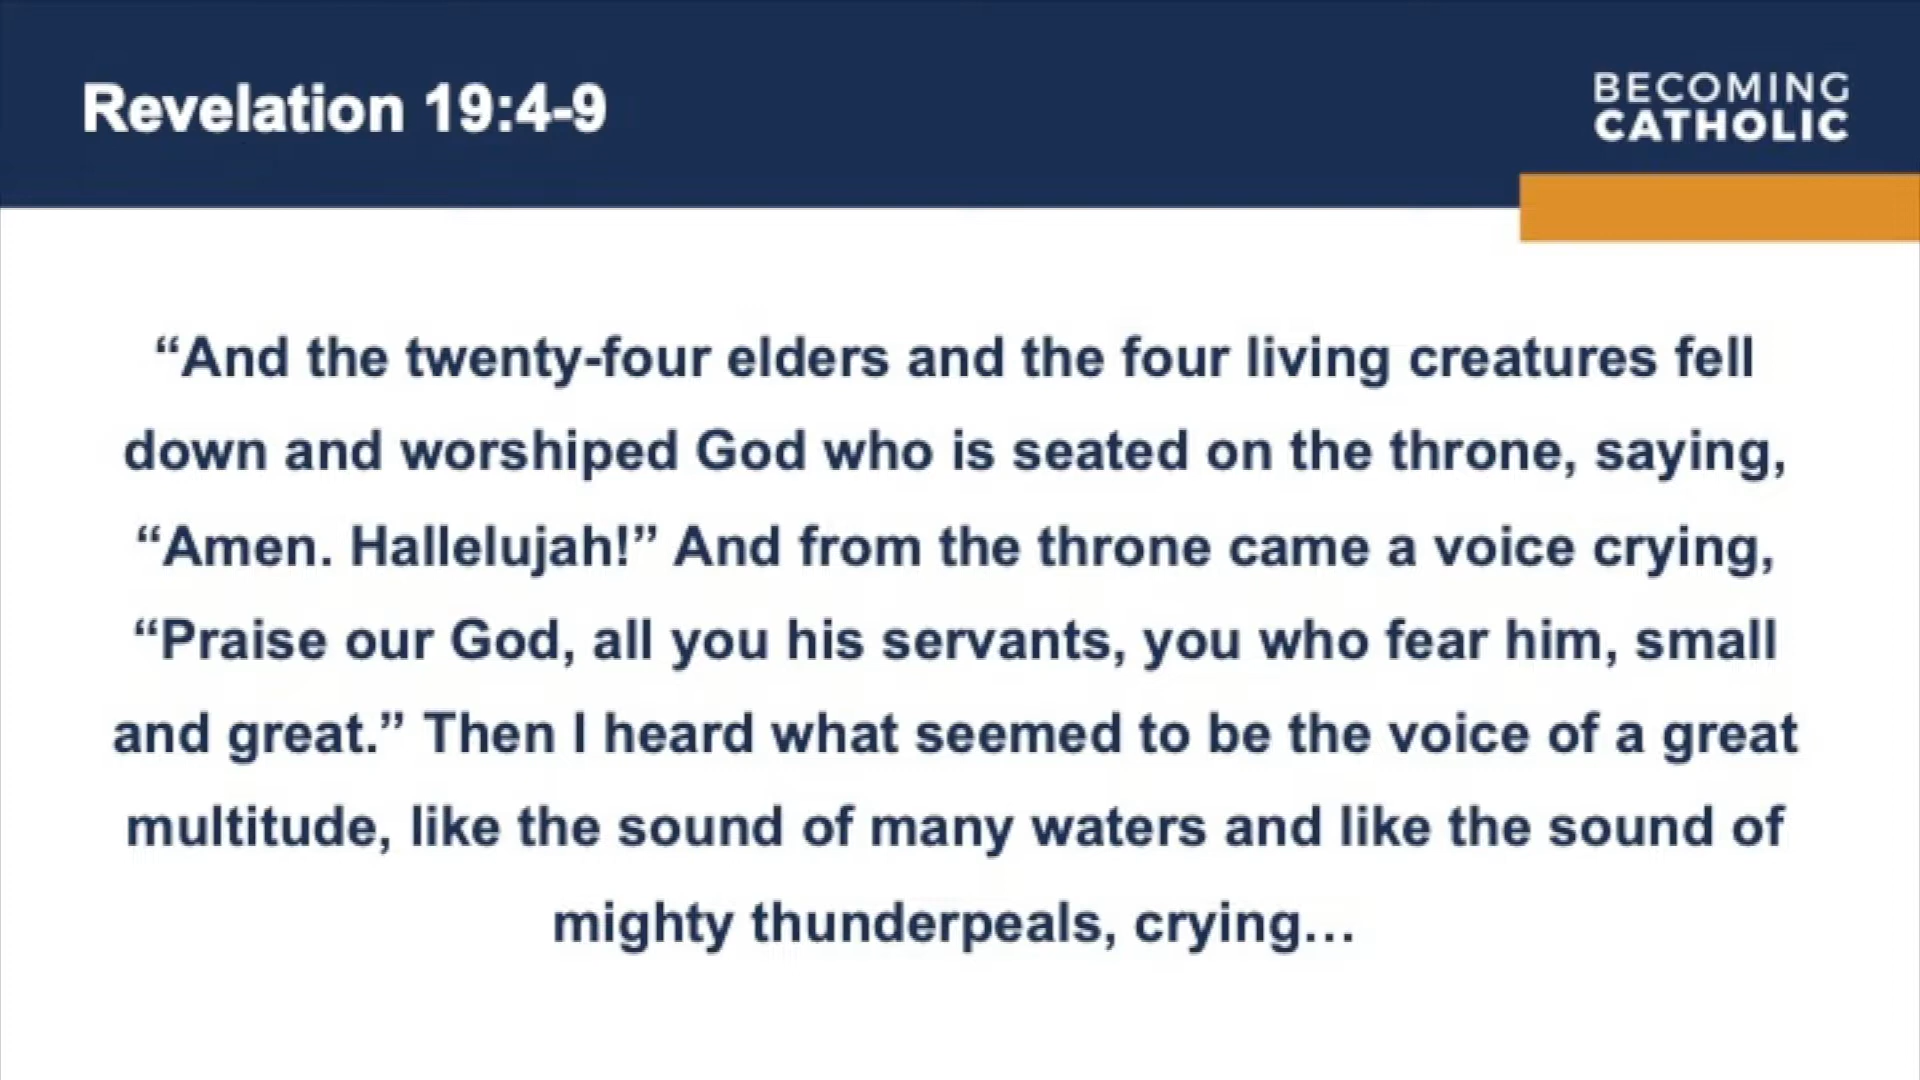 Revelation 19:4-9
BECOMING
CATHOLIC
“And the twenty-four elders and the four living creatures fell
down and worshiped God who is seated on the throne, saying,
“Amen. Hallelujah!” And from the throne came a voice crying,
“Praise our God, all you his servants, you who fear him, small
and great.” Then I heard what seemed to be the voice of a great
multitude, like the sound of many waters and like the sound of
mighty thunderpeals, crying…